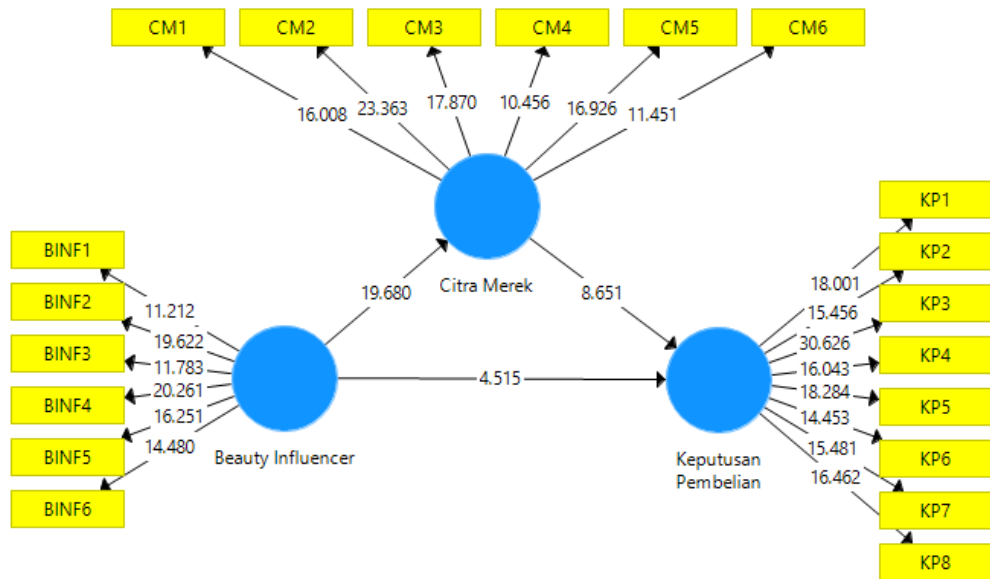 CM1
CM2
CM3
CM4
CM5
CM6
16.008
23.363
17.870
10.456
16.926
11.451
Citra Merek
19.680
8.651
4.515
BINF1
BINF2
BINF3
BINF4
BINF5
BINF6
11.212
19.622
11.783
20.261
16.251
14.480
Beauty Influencer
Keputusan
Pembelian
18.001
15.456
30.626
16.043
18.284
14.453
15.481
16.462
KP1
KP2
KP3
KP4
KP5
KP6
KP7
KP8